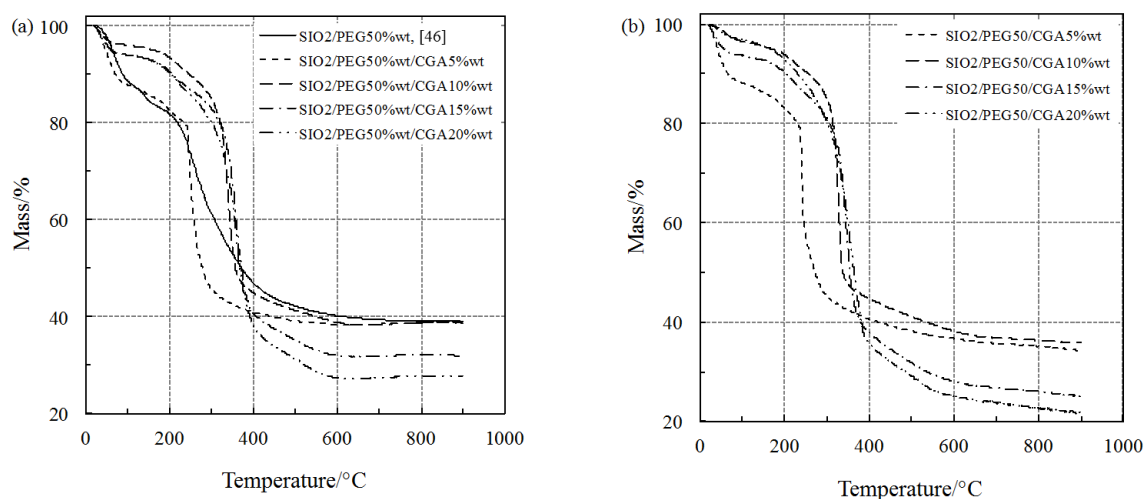 (a)
SIO2/PEG50%wt, [46]
SIO2/PEG50%wt/CGA5%wt
SIO2/PEG50%wt/CGA10%wt
SIO2/PEG50%wt/CGA15%wt
SIO2/PEG50%wt/CGA20%wt
100
80
60
40
20
Mass/%
0 200 400 600 800 1000
Temperature/°C
(b)
SIO2/PEG50/CGA5%wt
SIO2/PEG50/CGA10%wt
SIO2/PEG50/CGA15%wt
SIO2/PEG50/CGA20%wt
100
80
60
40
20
Mass/%
0 200 400 600 800 1000
Temperature/°C